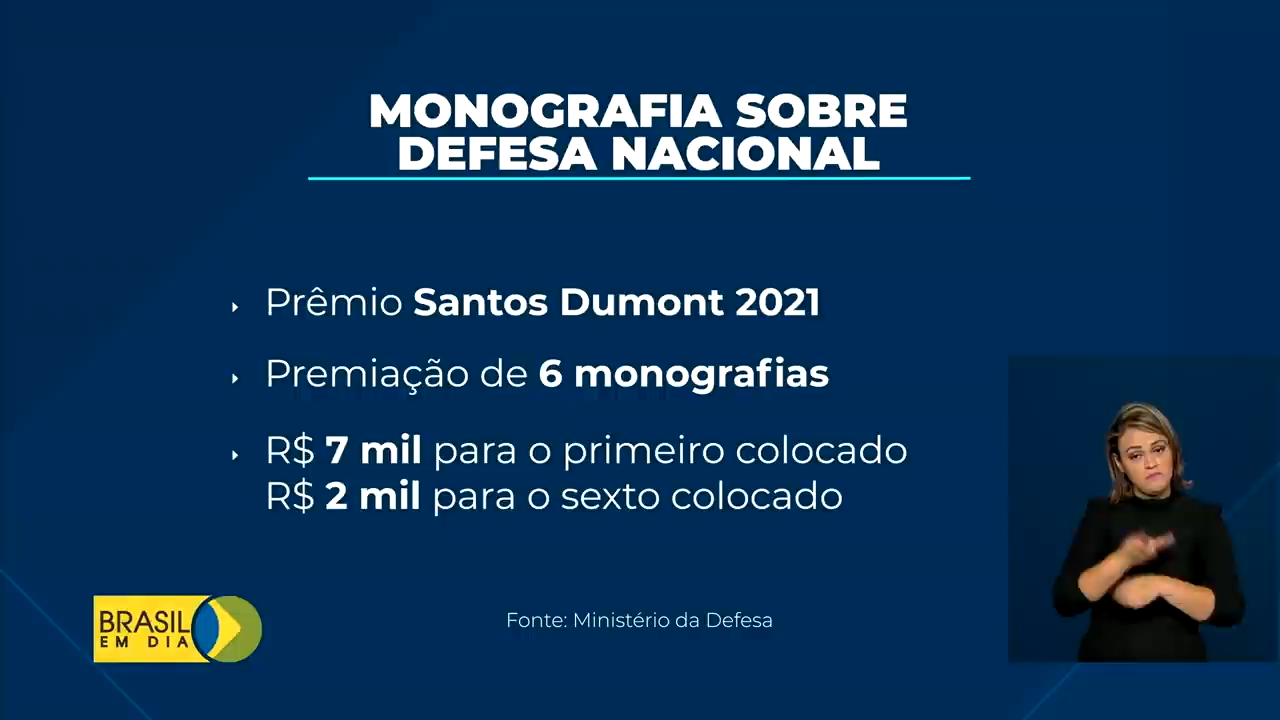 MONOGRAFIA SOBRE
DEFESA NACIONAL
Prêmio Santos Dumont 2021
Premiação de 6 monografias
R$ 7 mil para o primeiro colocado
R$ 2 mil para o sexto colocado
Fonte: Ministério da Defesa
BRASIL
EM DIA